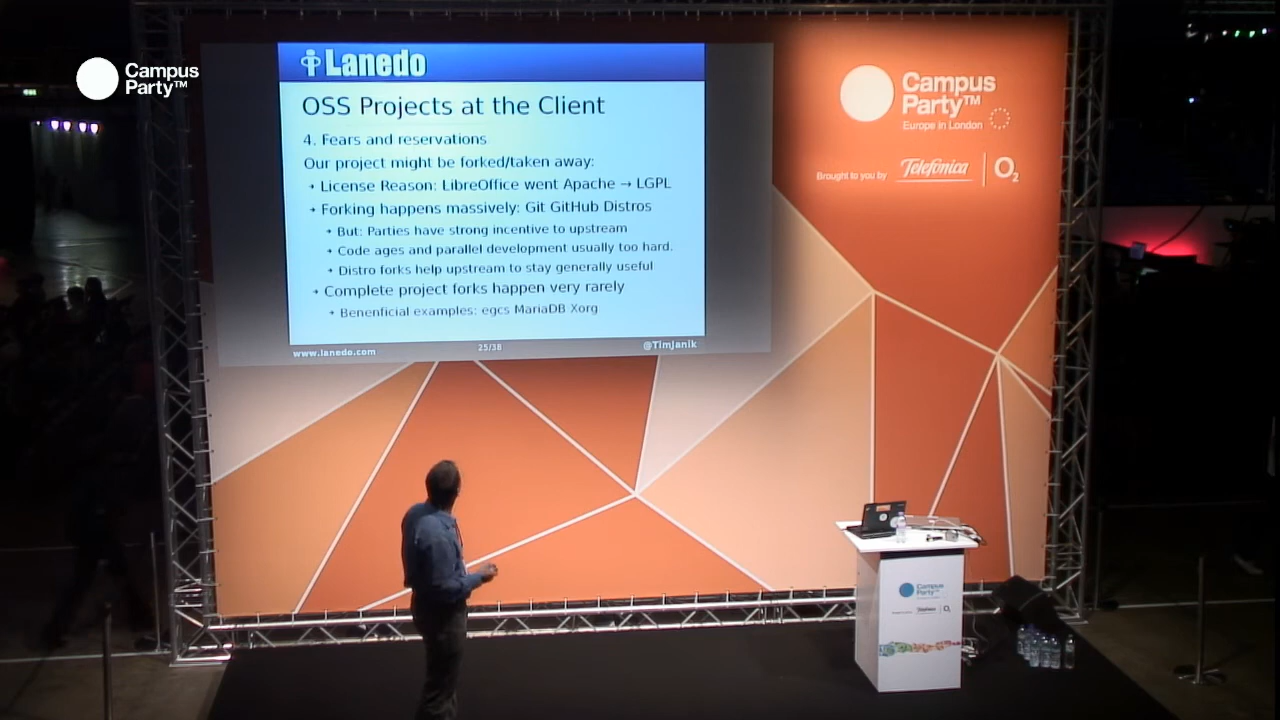 Campus
Party™
Lanedo
OSS Projects at the Client
4. Fears and reservations
Our project might be forked/taken away:
License Reason: LibreOffice went Apache → LGPL
Forking happens massively: Git GitHub Distros
But: Parties have strong incentive to upstream
Code ages and parallel development usually too hard.
Distro forks help upstream to stay generally useful
Complete project forks happen very rarely
Benenficial examples: egcs MariaDB Xorg
www.lanedo.com
25/38
@TimJanik
Campus
Party™
Europe in London
Brought to you by
Telefónica
O2
Campus
Party™
O2